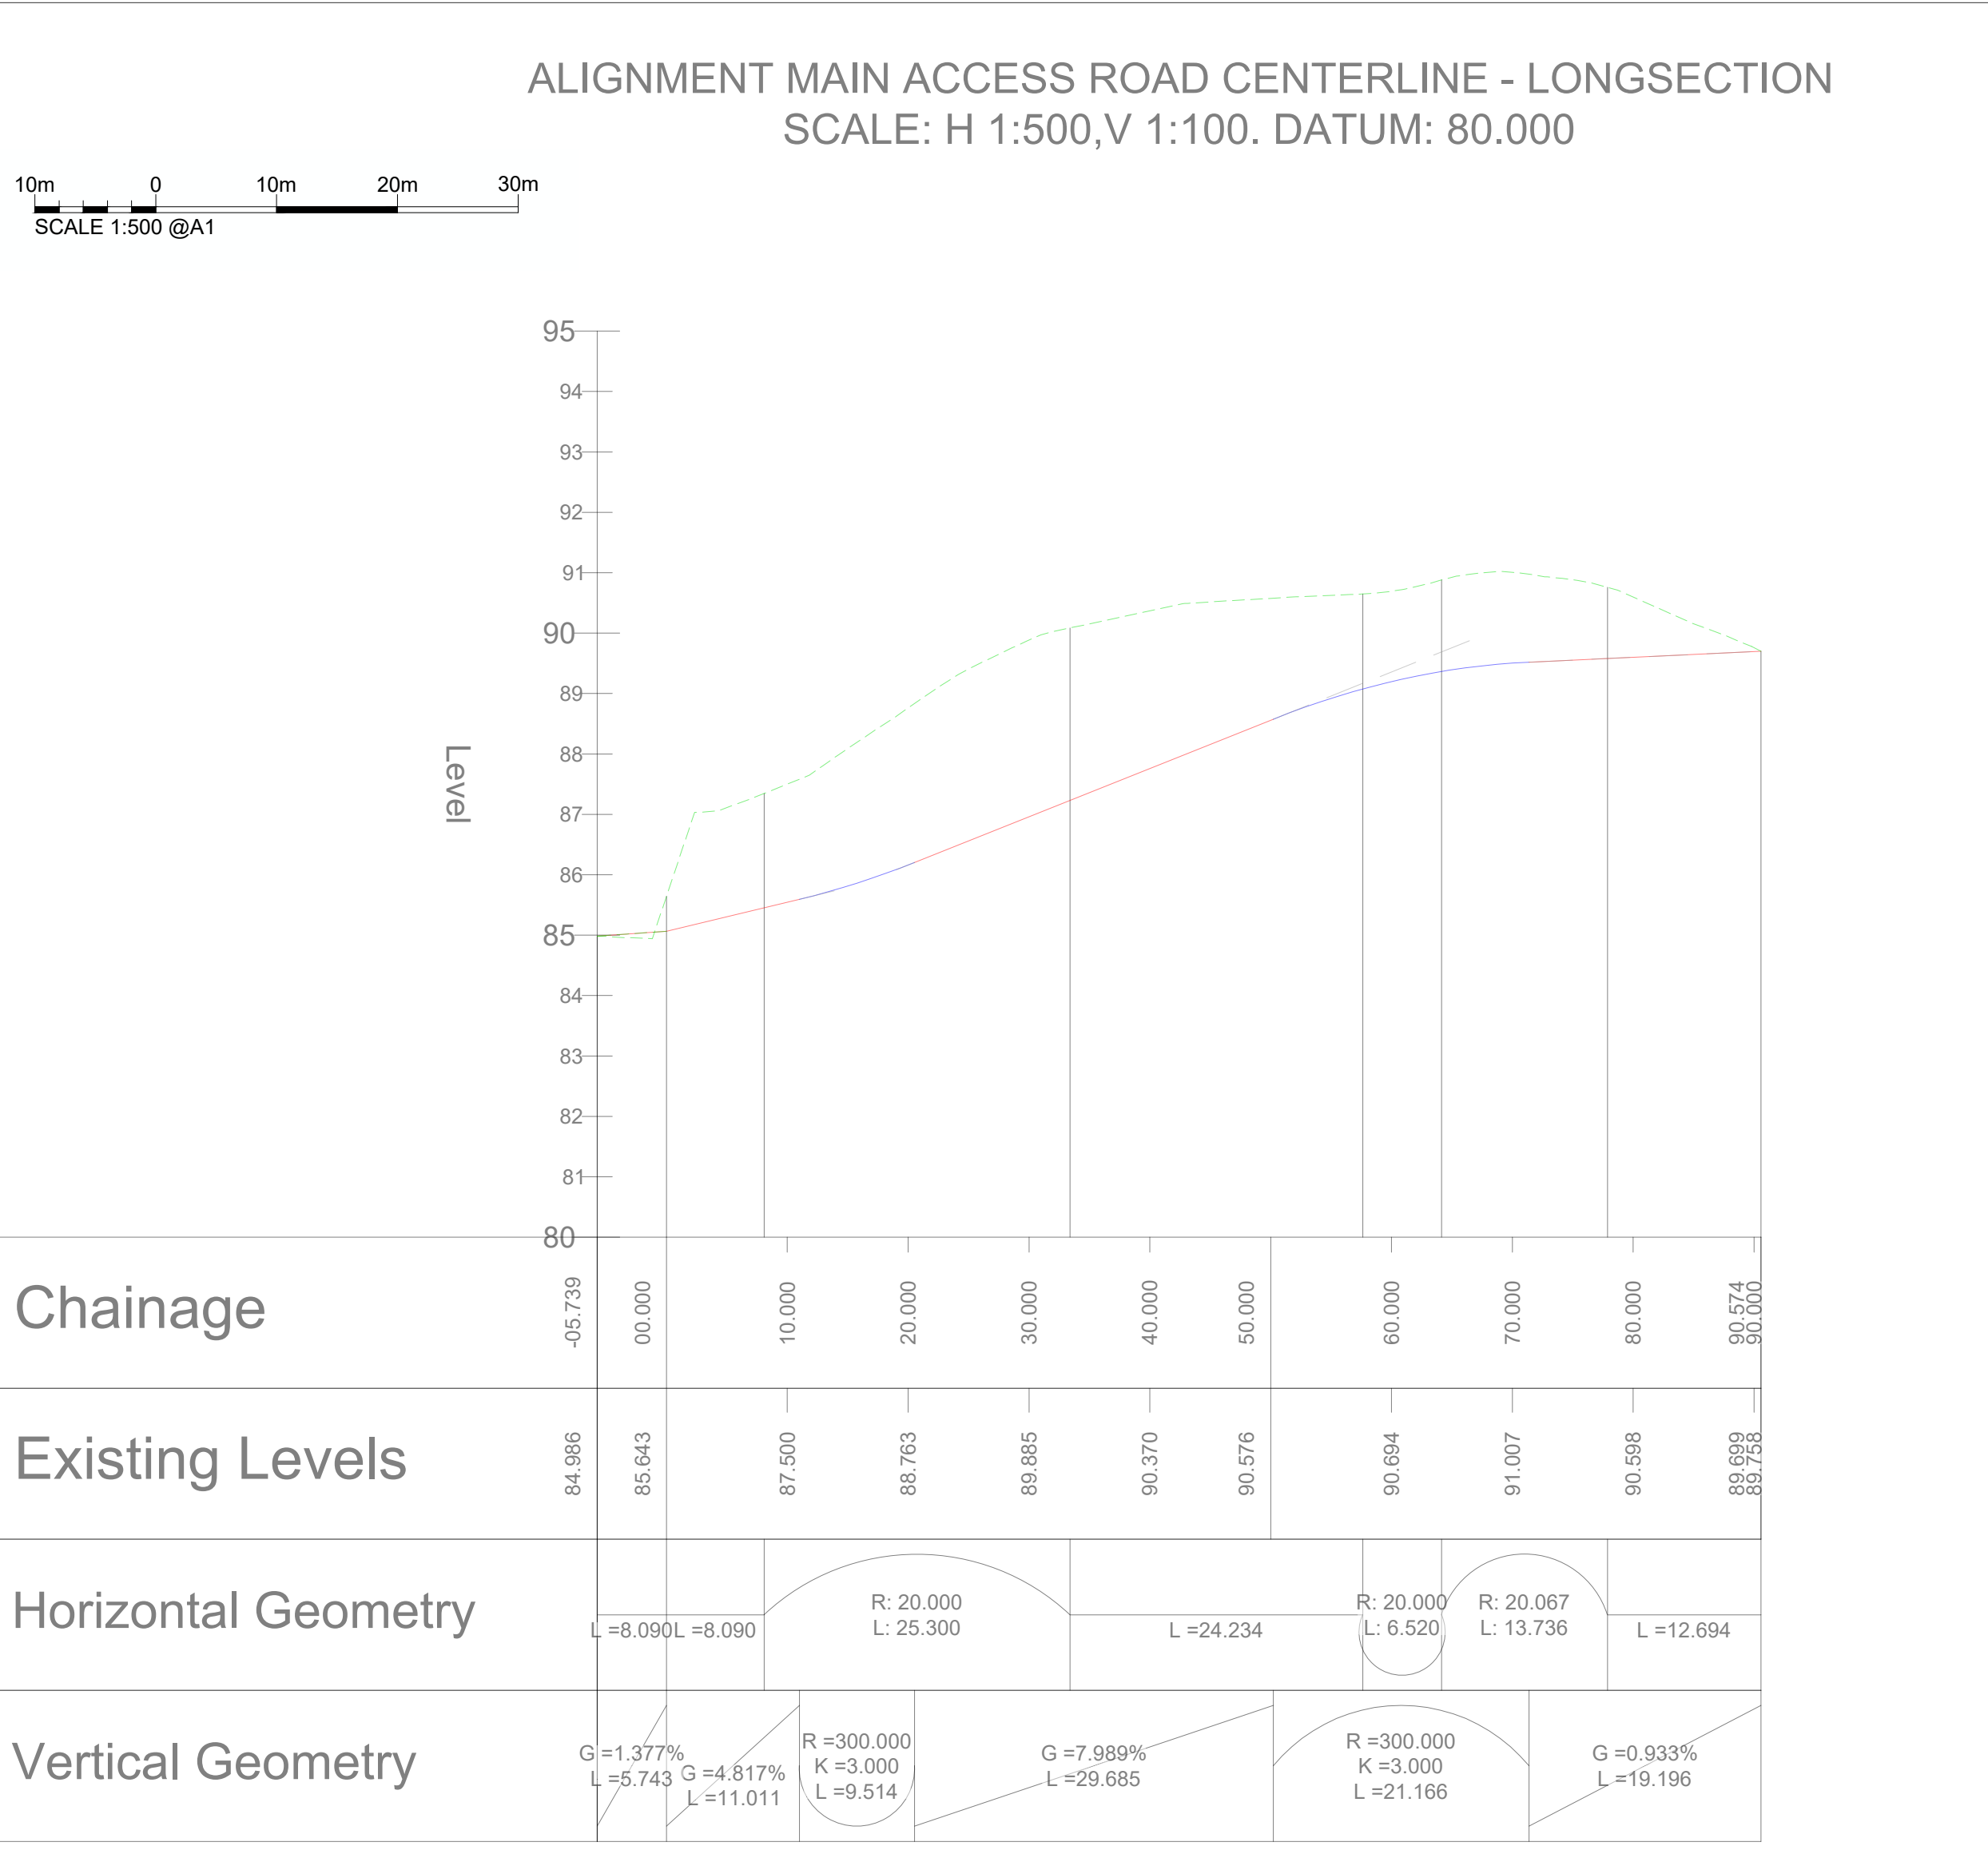 ALIGNMENT MAIN ACCESS ROAD CENTERLINE - LONGSECTION
SCALE: H 1:500,V 1:100. DATUM: 80.000
10m 0 10m 20m 30m
SCALE 1:500 @A1
95
94
93
92
91
90
89
88
87
86
85
84
83
82
81
80
Level
Chainage
-05.739
00.000
10.000
20.000
30.000
40.000
50.000
60.000
70.000
80.000
90.574
90.000
Existing Levels
84.986
85.643
87.500
88.763
89.885
90.370
90.576
90.694
91.007
90.598
89.699
89.758
Horizontal Geometry
L =8.090
L =8.090
R: 20.000
L: 25.300
L =24.234
R: 20.000
L: 6.520
R: 20.067
L: 13.736
L =12.694
Vertical Geometry
G =1.377%
L =5.743
G =4.817%
L =11.011
R =300.000
K =3.000
L =9.514
G =7.989%
L =29.685
R =300.000
K =3.000
L =21.166
G =0.933%
L =19.196